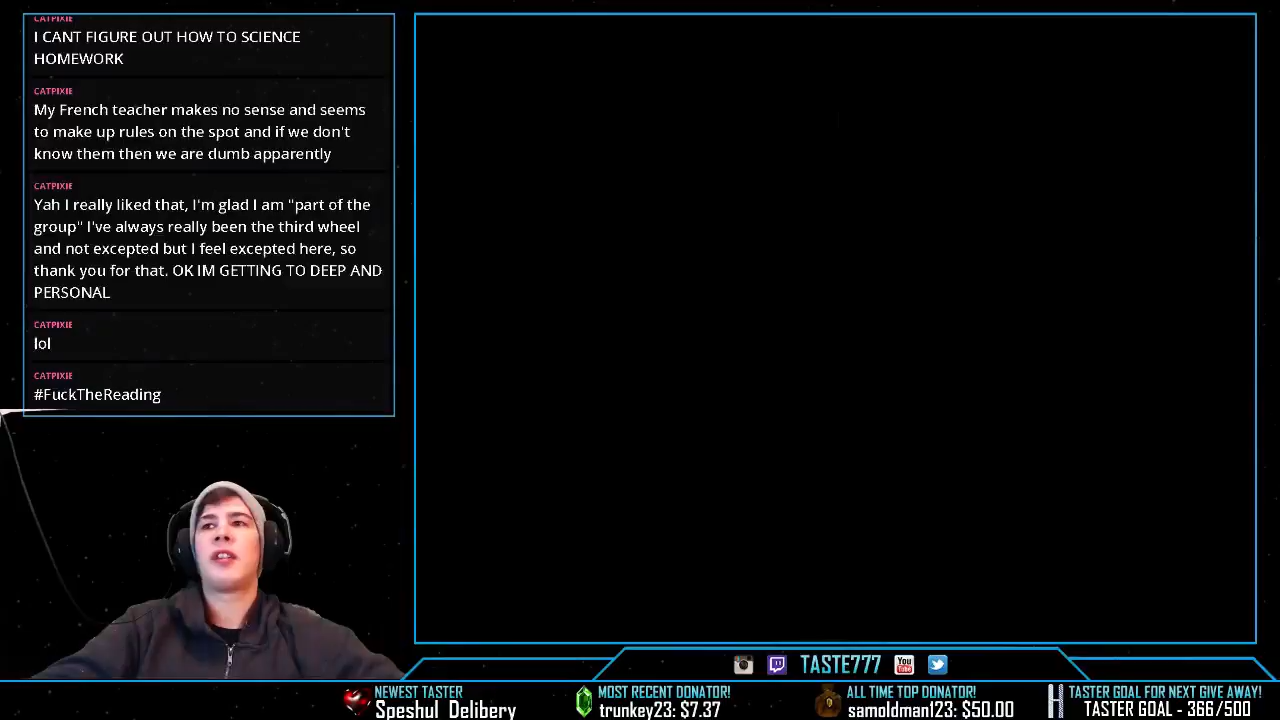 CATPIXIE
I CANT FIGURE OUT HOW TO SCIENCE
HOMEWORK
CATPIXIE
My French teacher makes no sense and seems
to make up rules on the spot and if we don't
know them then we are dumb apparently
CATPIXIE
Yah I really liked that, I'm glad I am "part of the
group" I've always really been the third wheel
and not excepted but I feel excepted here, so
thank you for that. OK IM GETTING TO DEEP AND
PERSONAL
CATPIXIE
lol
CATPIXIE
#FuckTheReading
TASTE777
You Tube
NEWEST TASTER
Speshul Delibery
MOST RECENT DONATOR!
trunkey23: $7.37
ALL TIME TOP DONATOR!
samoldman123: $50.00
TASTER GOAL FOR NEXT GIVE AWAY!
TASTER GOAL - 366/500